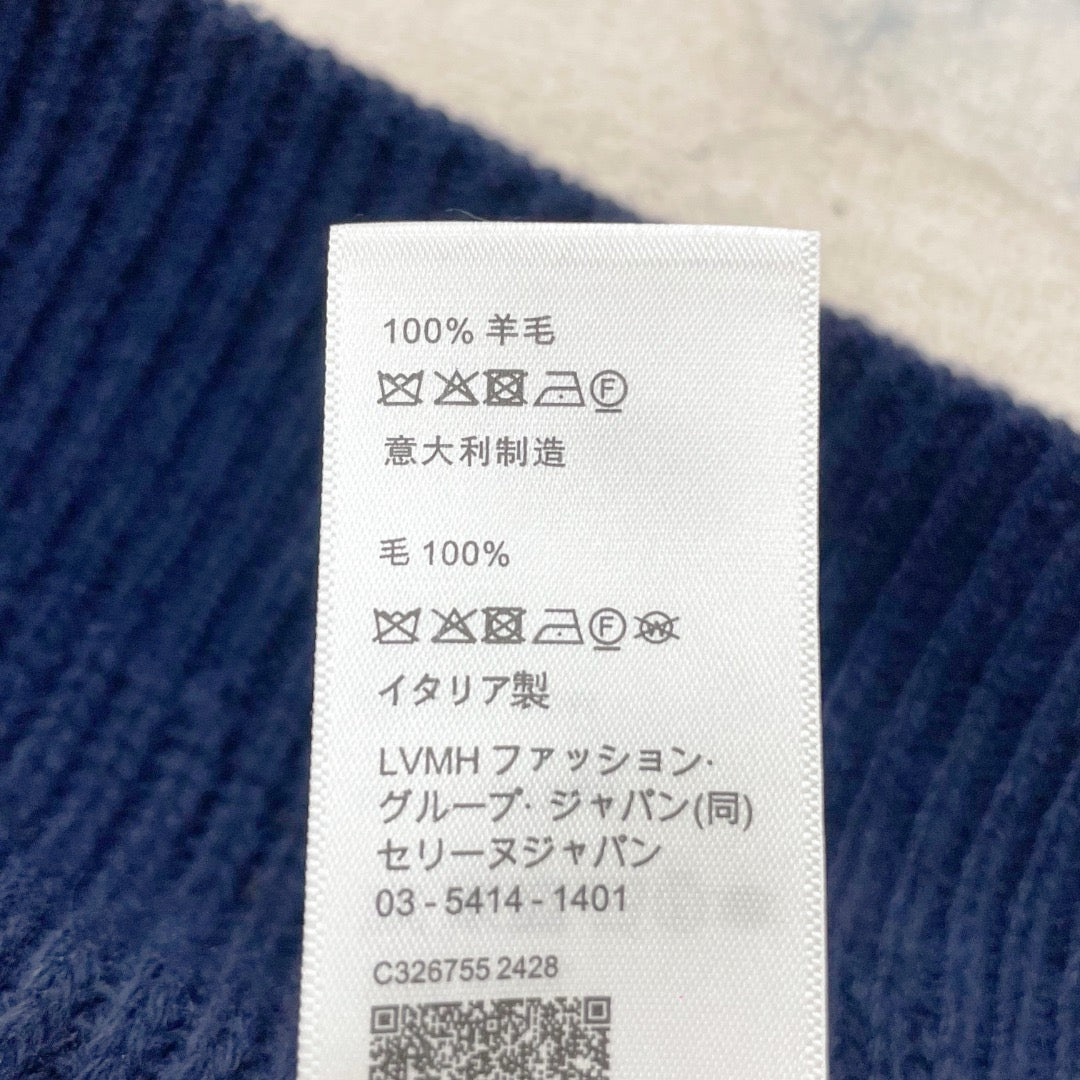 100% 羊毛
F
意大利制造
毛 100%
F W
イタリア製
LVMH ファッション·
グループ· ジャパン(同)
セリーヌジャパン
03 - 5414 - 1401
C326755 2428